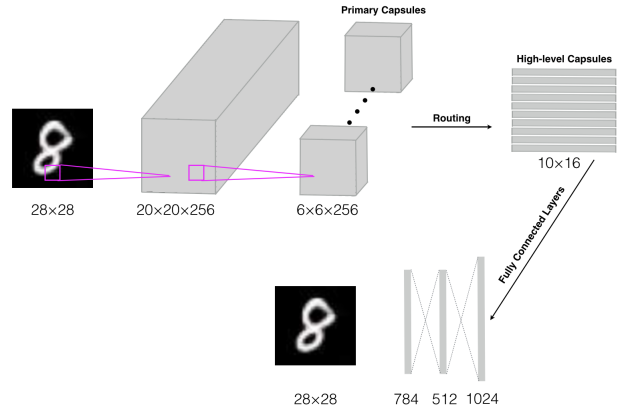 Primary Capsules
High-level Capsules
Routing
10×16
28×28
20×20×256
6×6×256
Fully Connected Layers
28×28
784
512
1024